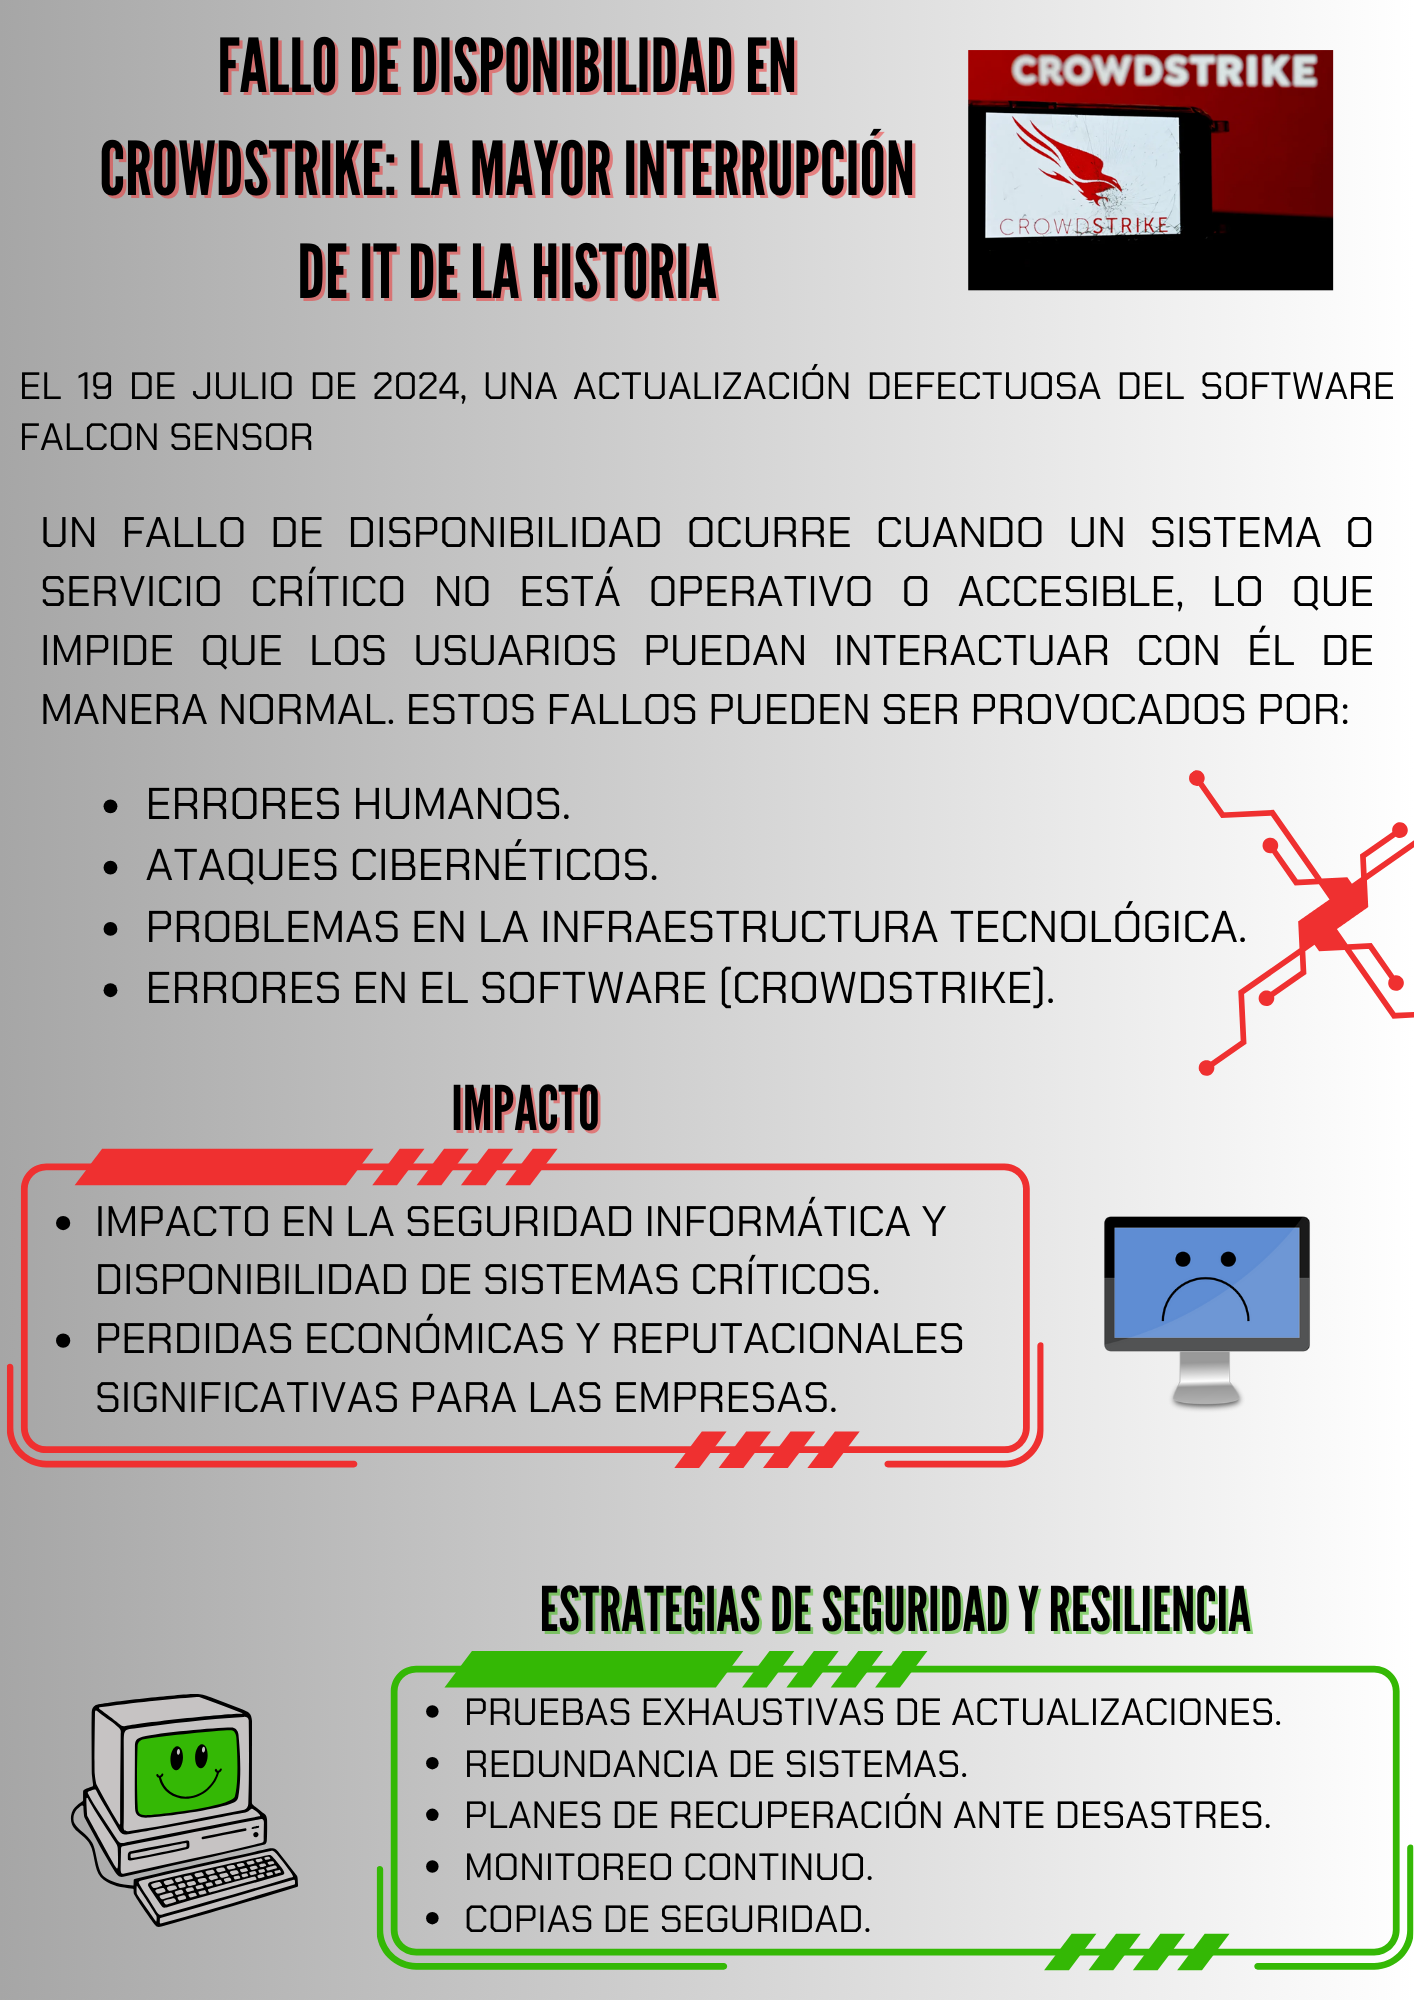 FALLO DE DISPONIBILIDAD EN
CROWDSTRIKE: LA MAYOR INTERRUPCIÓN
DE IT DE LA HISTORIA
CROWDSTRIKE
CROWDSTRIKE
EL 19 DE JULIO DE 2024, UNA ACTUALIZACIÓN DEFECTUOSA DEL SOFTWARE
FALCON SENSOR
UN FALLO DE DISPONIBILIDAD OCURRE CUANDO UN SISTEMA O
SERVICIO CRÍTICO NO ESTÁ OPERATIVO O ACCESIBLE, LO QUE
IMPIDE QUE LOS USUARIOS PUEDAN INTERACTUAR CON ÉL DE
MANERA NORMAL. ESTOS FALLOS PUEDEN SER PROVOCADOS POR:
• ERRORES HUMANOS.
• ATAQUES CIBERNÉTICOS.
• PROBLEMAS EN LA INFRAESTRUCTURA TECNOLÓGICA.
• ERRORES EN EL SOFTWARE (CROWDSTRIKE).
IMPACTO
• IMPACTO EN LA SEGURIDAD INFORMÁTICA Y
DISPONIBILIDAD DE SISTEMAS CRÍTICOS.
• PERDIDAS ECONÓMICAS Y REPUTACIONALES
SIGNIFICATIVAS PARA LAS EMPRESAS.
ESTRATEGIAS DE SEGURIDAD Y RESILIENCIA
• PRUEBAS EXHAUSTIVAS DE ACTUALIZACIONES.
• REDUNDANCIA DE SISTEMAS.
• PLANES DE RECUPERACIÓN ANTE DESASTRES.
• MONITOREO CONTINUO.
• COPIAS DE SEGURIDAD.